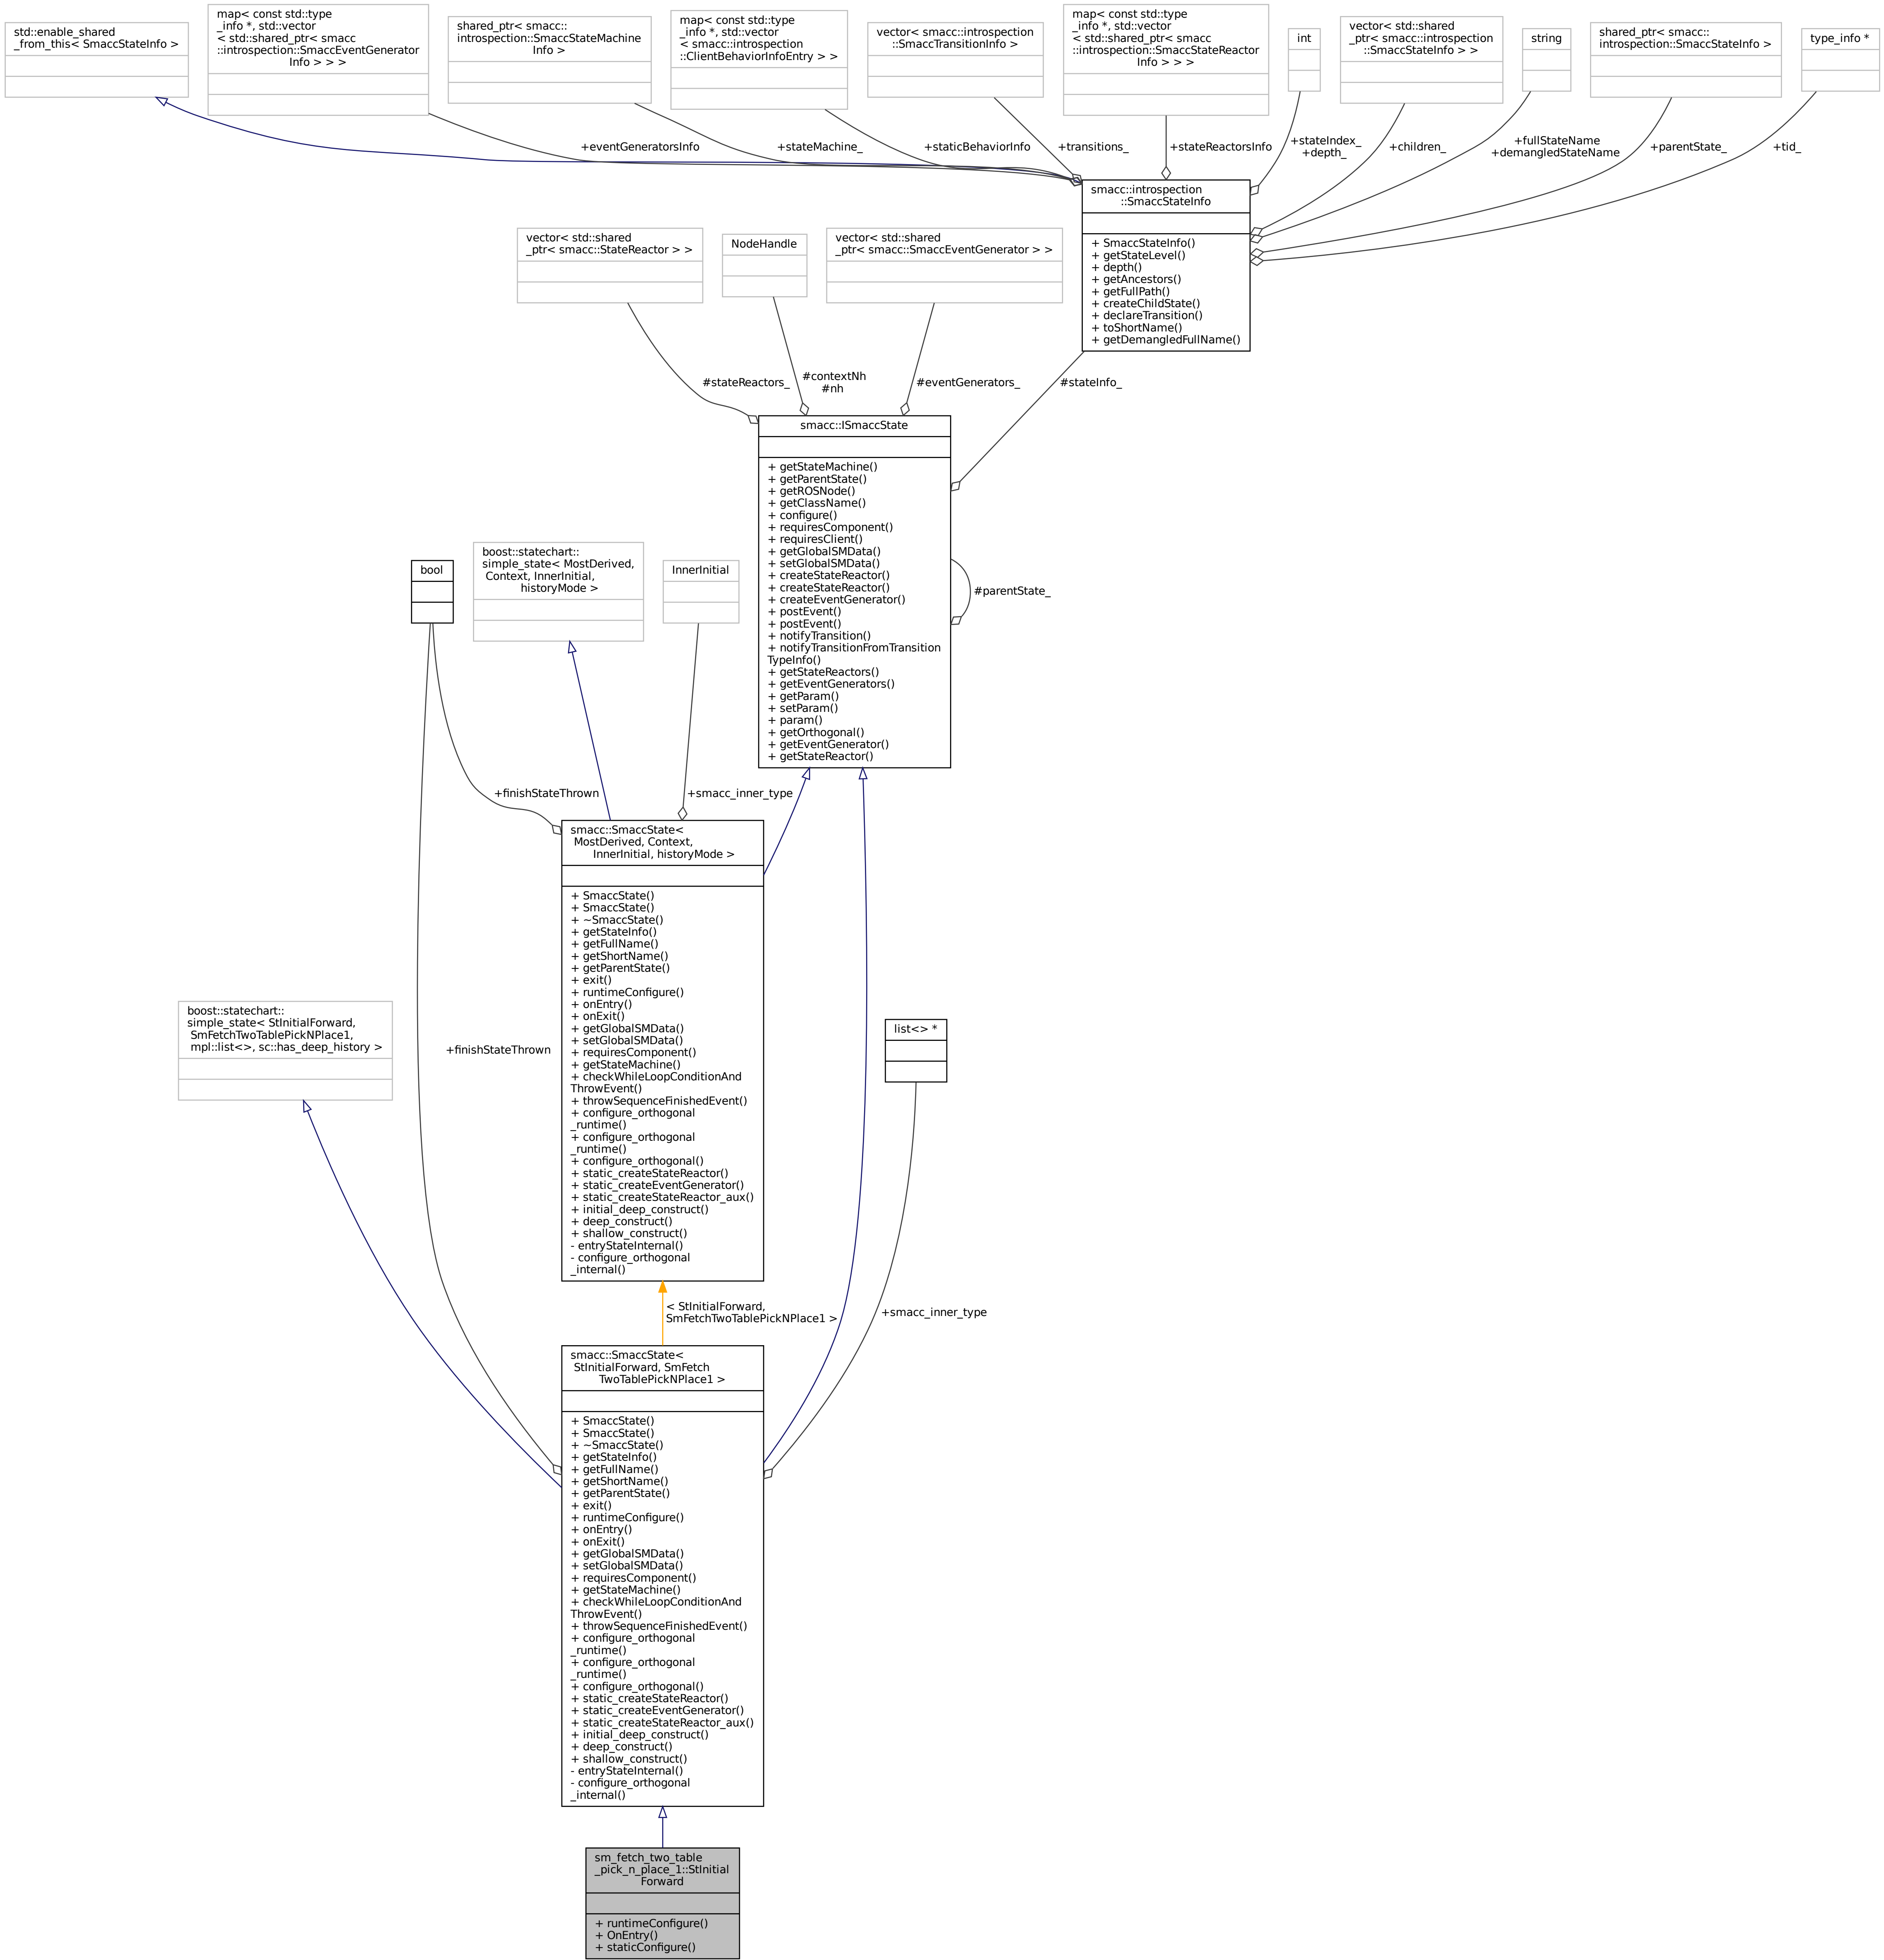 std::enable_shared
_from_this< SmaccStateInfo >
map< const std::type
_info *, std::vector
< std::shared_ptr< smacc
::introspection::SmaccEventGenerator
Info > > >
shared_ptr< smacc::
introspection::SmaccStateMachine
Info >
map< const std::type
_info *, std::vector
< smacc::introspection
::ClientBehaviorInfoEntry > >
vector< smacc::introspection
::SmaccTransitionInfo >
map< const std::type
_info *, std::vector
< std::shared_ptr< smacc
::introspection::SmaccStateReactor
Info > > >
int
vector< std::shared
_ptr< smacc::introspection
::SmaccStateInfo > >
string
shared_ptr< smacc::
introspection::SmaccStateInfo >
type_info *
+eventGeneratorsInfo
+stateMachine_
+staticBehaviorInfo
+transitions_
+stateReactorsInfo
+stateIndex_
+depth_
+children_
+fullStateName
+demangledStateName
+parentState_
+tid_
smacc::introspection
::SmaccStateInfo
+ SmaccStateInfo()
+ getStateLevel()
+ depth()
+ getAncestors()
+ getFullPath()
+ createChildState()
+ declareTransition()
+ toShortName()
+ getDemangledFullName()
vector< std::shared
_ptr< smacc::StateReactor > >
NodeHandle
vector< std::shared
_ptr< smacc::SmaccEventGenerator > >
#stateReactors_
#contextNh
#nh
#eventGenerators_
#stateInfo_
smacc::ISmaccState
+ getStateMachine()
+ getParentState()
+ getROSNode()
+ getClassName()
+ configure()
+ requiresComponent()
+ requiresClient()
+ getGlobalSMData()
+ setGlobalSMData()
+ createStateReactor()
+ createStateReactor()
+ createEventGenerator()
+ postEvent()
+ postEvent()
+ notifyTransition()
+ notifyTransitionFromTransition
TypeInfo()
+ getStateReactors()
+ getEventGenerators()
+ getParam()
+ setParam()
+ param()
+ getOrthogonal()
+ getEventGenerator()
+ getStateReactor()
#parentState_
bool
boost::statechart::
simple_state< MostDerived,
Context, InnerInitial,
historyMode >
InnerInitial
+finishStateThrown
+smacc_inner_type
smacc::SmaccState<
MostDerived, Context,
InnerInitial, historyMode >
+ SmaccState()
+ SmaccState()
+ ~SmaccState()
+ getStateInfo()
+ getFullName()
+ getShortName()
+ getParentState()
+ exit()
+ runtimeConfigure()
+ onEntry()
+ onExit()
+ getGlobalSMData()
+ setGlobalSMData()
+ requiresComponent()
+ getStateMachine()
+ checkWhileLoopConditionAnd
ThrowEvent()
+ throwSequenceFinishedEvent()
+ configure_orthogonal
_runtime()
+ configure_orthogonal
_runtime()
+ configure_orthogonal()
+ static_createStateReactor()
+ static_createEventGenerator()
+ static_createStateReactor_aux()
+ initial_deep_construct()
+ deep_construct()
+ shallow_construct()
- entryStateInternal()
- configure_orthogonal
_internal()
boost::statechart::
simple_state< StInitialForward,
SmFetchTwoTablePickNPlace1,
mpl::list<>, sc::has_deep_history >
+finishStateThrown
list<> *
< StInitialForward,
SmFetchTwoTablePickNPlace1 >
+smacc_inner_type
smacc::SmaccState<
StInitialForward, SmFetch
TwoTablePickNPlace1 >
+ SmaccState()
+ SmaccState()
+ ~SmaccState()
+ getStateInfo()
+ getFullName()
+ getShortName()
+ getParentState()
+ exit()
+ runtimeConfigure()
+ onEntry()
+ onExit()
+ getGlobalSMData()
+ setGlobalSMData()
+ requiresComponent()
+ getStateMachine()
+ checkWhileLoopConditionAnd
ThrowEvent()
+ throwSequenceFinishedEvent()
+ configure_orthogonal
_runtime()
+ configure_orthogonal
_runtime()
+ configure_orthogonal()
+ static_createStateReactor()
+ static_createEventGenerator()
+ static_createStateReactor_aux()
+ initial_deep_construct()
+ deep_construct()
+ shallow_construct()
- entryStateInternal()
- configure_orthogonal
_internal()
sm_fetch_two_table
_pick_n_place_1::StInitial
Forward
+ runtimeConfigure()
+ OnEntry()
+ staticConfigure()